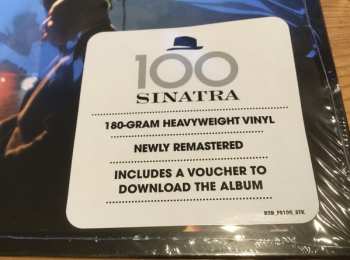 100
SINATRA
180-GRAM HEAVYWEIGHT VINYL
NEWLY REMASTERED
INCLUDES A VOUCHER TO
DOWNLOAD THE ALBUM